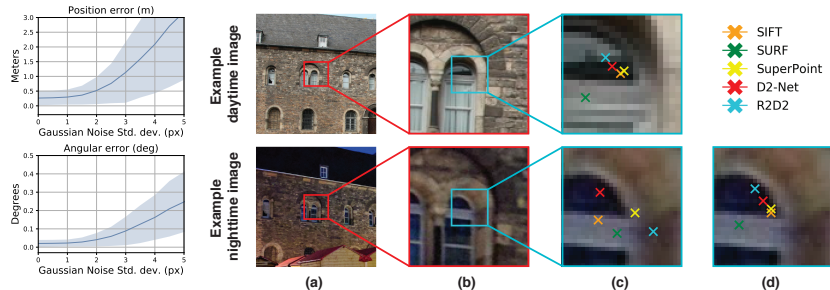 Position error (m)
3.0
2.5
2.0
1.5
1.0
0.5
0.0
Meters
0 1 2 3 4 5
Gaussian Noise Std. dev. (px)
Angular error (deg)
0.5
0.4
0.3
0.2
0.1
0.0
Degrees
0 1 2 3 4 5
Gaussian Noise Std. dev. (px)
Example
daytime image
Example
nighttime image
SIFT
SURF
SuperPoint
D2-Net
R2D2
(a) (b) (c) (d)